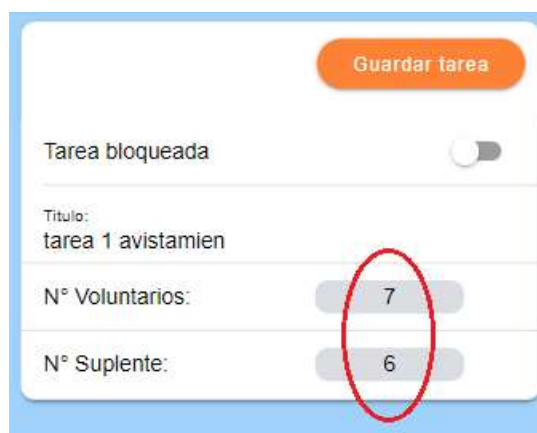 Guardar tarea
Tarea bloqueada
Titulo:
tarea 1 avistamien
N° Voluntarios: 7
N° Suplente: 6